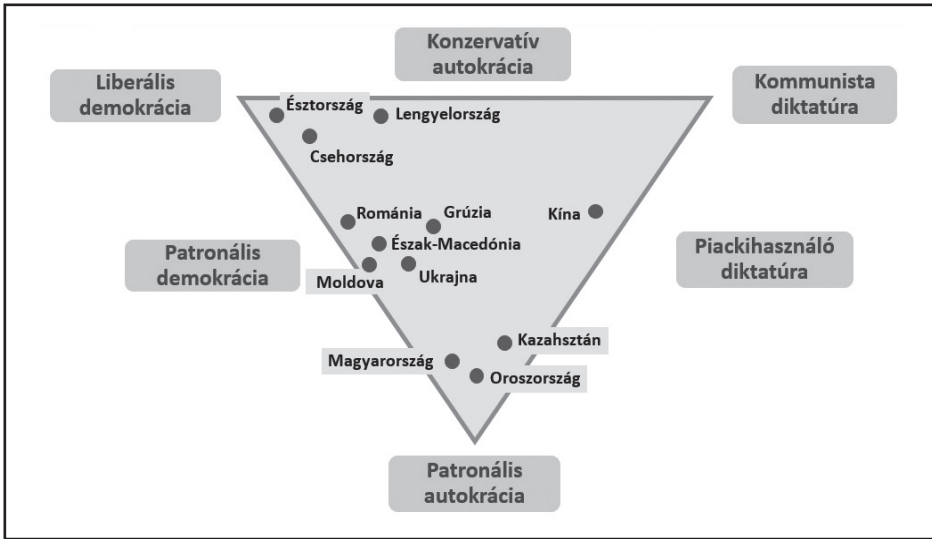 Konzervatív
autokrácia
Liberális
demokrácia
Kommunista
diktatúra
Észtország
Lengyelország
Csehország
Románia
Grúzia
Kína
Észak-Macedónia
Patronális
demokrácia
Piackihasználó
diktatúra
Moldova
Ukrajna
Kazahsztán
Magyarország
Oroszország
Patronális
autokrácia